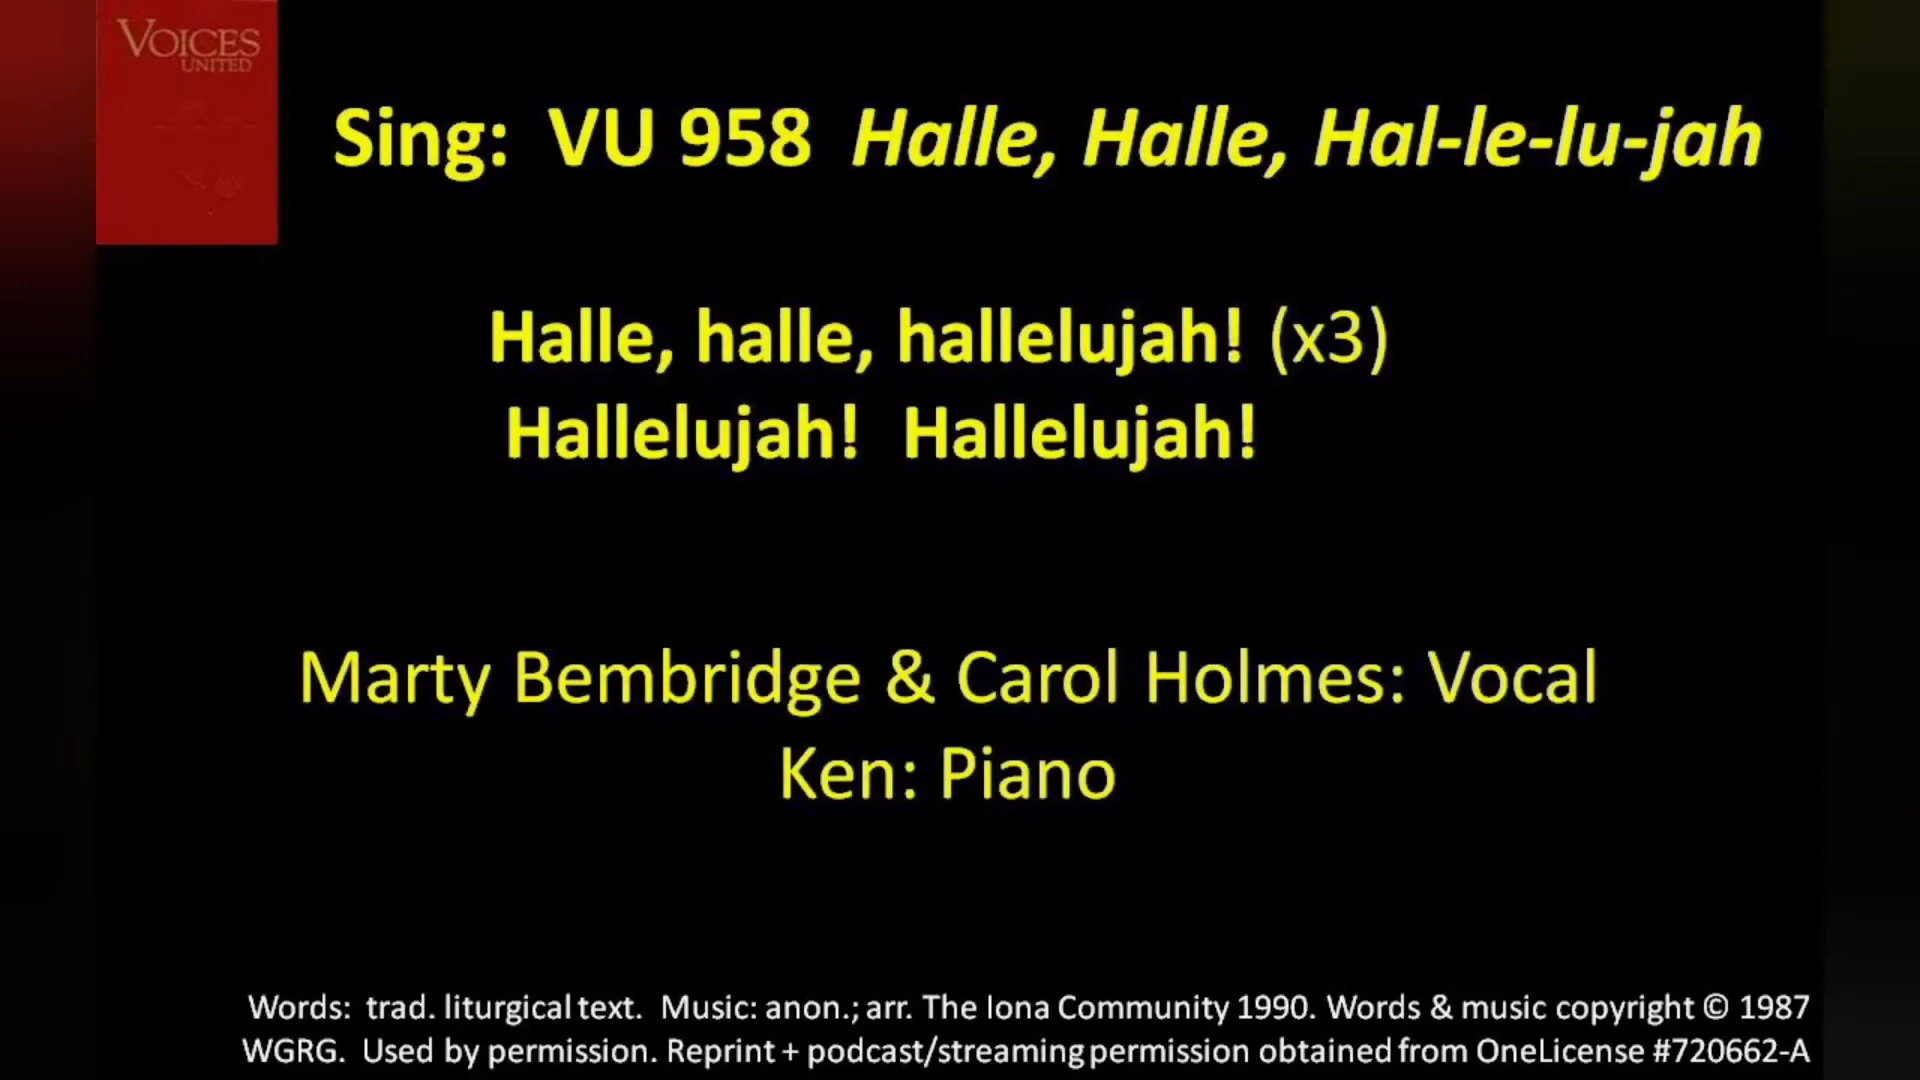 VOICES
UNITED
Sing: VU 958 Halle, Halle, Hal-le-lu-jah
Halle, halle, hallelujah! (x3)
Hallelujah! Hallelujah!
Marty Bembridge & Carol Holmes: Vocal
Ken: Piano
Words: trad. liturgical text. Music: anon.; arr. The Iona Community 1990. Words & music copyright © 1987
WGRG. Used by permission. Reprint + podcast/streaming permission obtained from OneLicense #720662-A